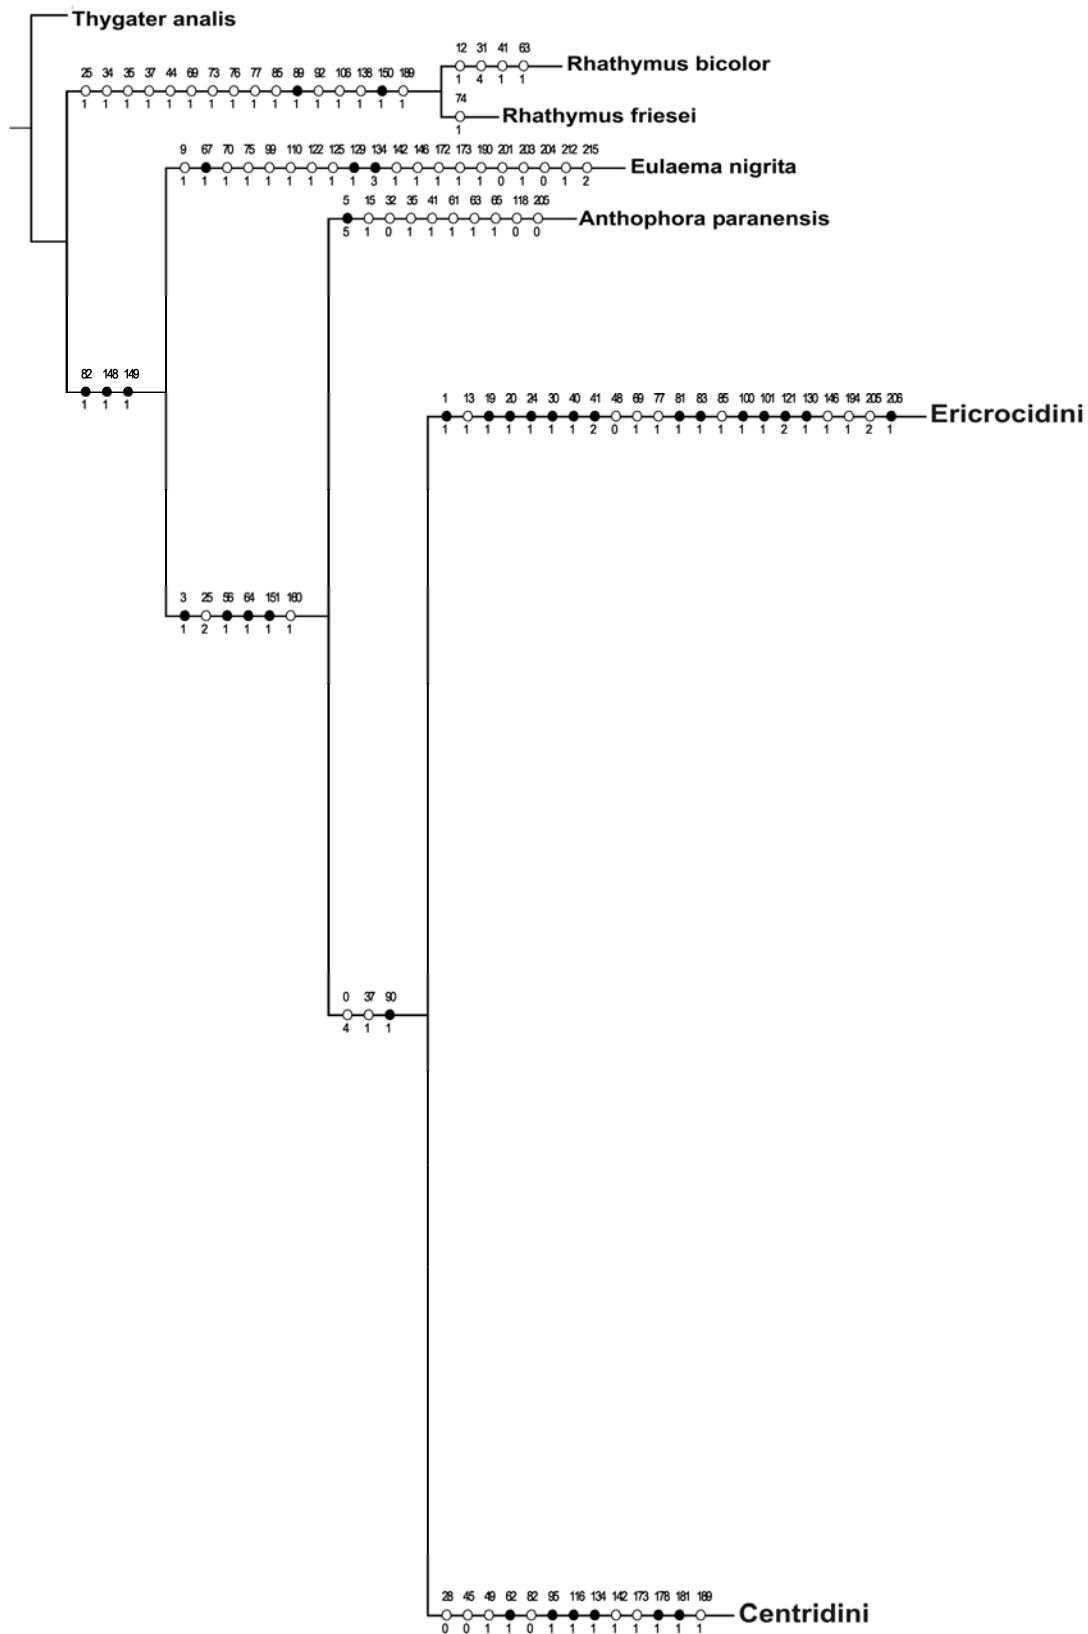 Thygater analis
12 31 41 63
Rhathymus bicolor
1 4 1 1
25 34 35 37 44 69 73 76 77 85 89 92 106 138 150 189
1 1 1 1 1 1 1 1 1 1 1 1 1 1 1 1
74
Rhathymus friesei
1
9 67 70 75 99 110 122 125 129 134 142 146 172 173 190 201 203 204 212 215
Eulaema nigrita
1 1 1 1 1 1 1 1 1 3 1 1 1 1 1 0 1 0 1 2
5 15 32 35 41 61 63 65 118 205
Anthophora paranensis
5 1 0 1 1 1 1 1 0 0
82 148 149
1 1 1
1 13 19 20 24 30 40 41 48 69 77 81 83 85 100 101 121 130 146 194 205 206
Ericrocidini
1 1 1 1 1 1 1 2 0 1 1 1 1 1 1 1 2 1 1 1 2 1
3 25 56 64 151 160
1 2 1 1 1 1
0 37 90
4 1 1
28 45 49 62 82 95 116 134 142 173 178 181 189
Centridini
0 0 1 1 0 1 1 1 1 1 1 1 1